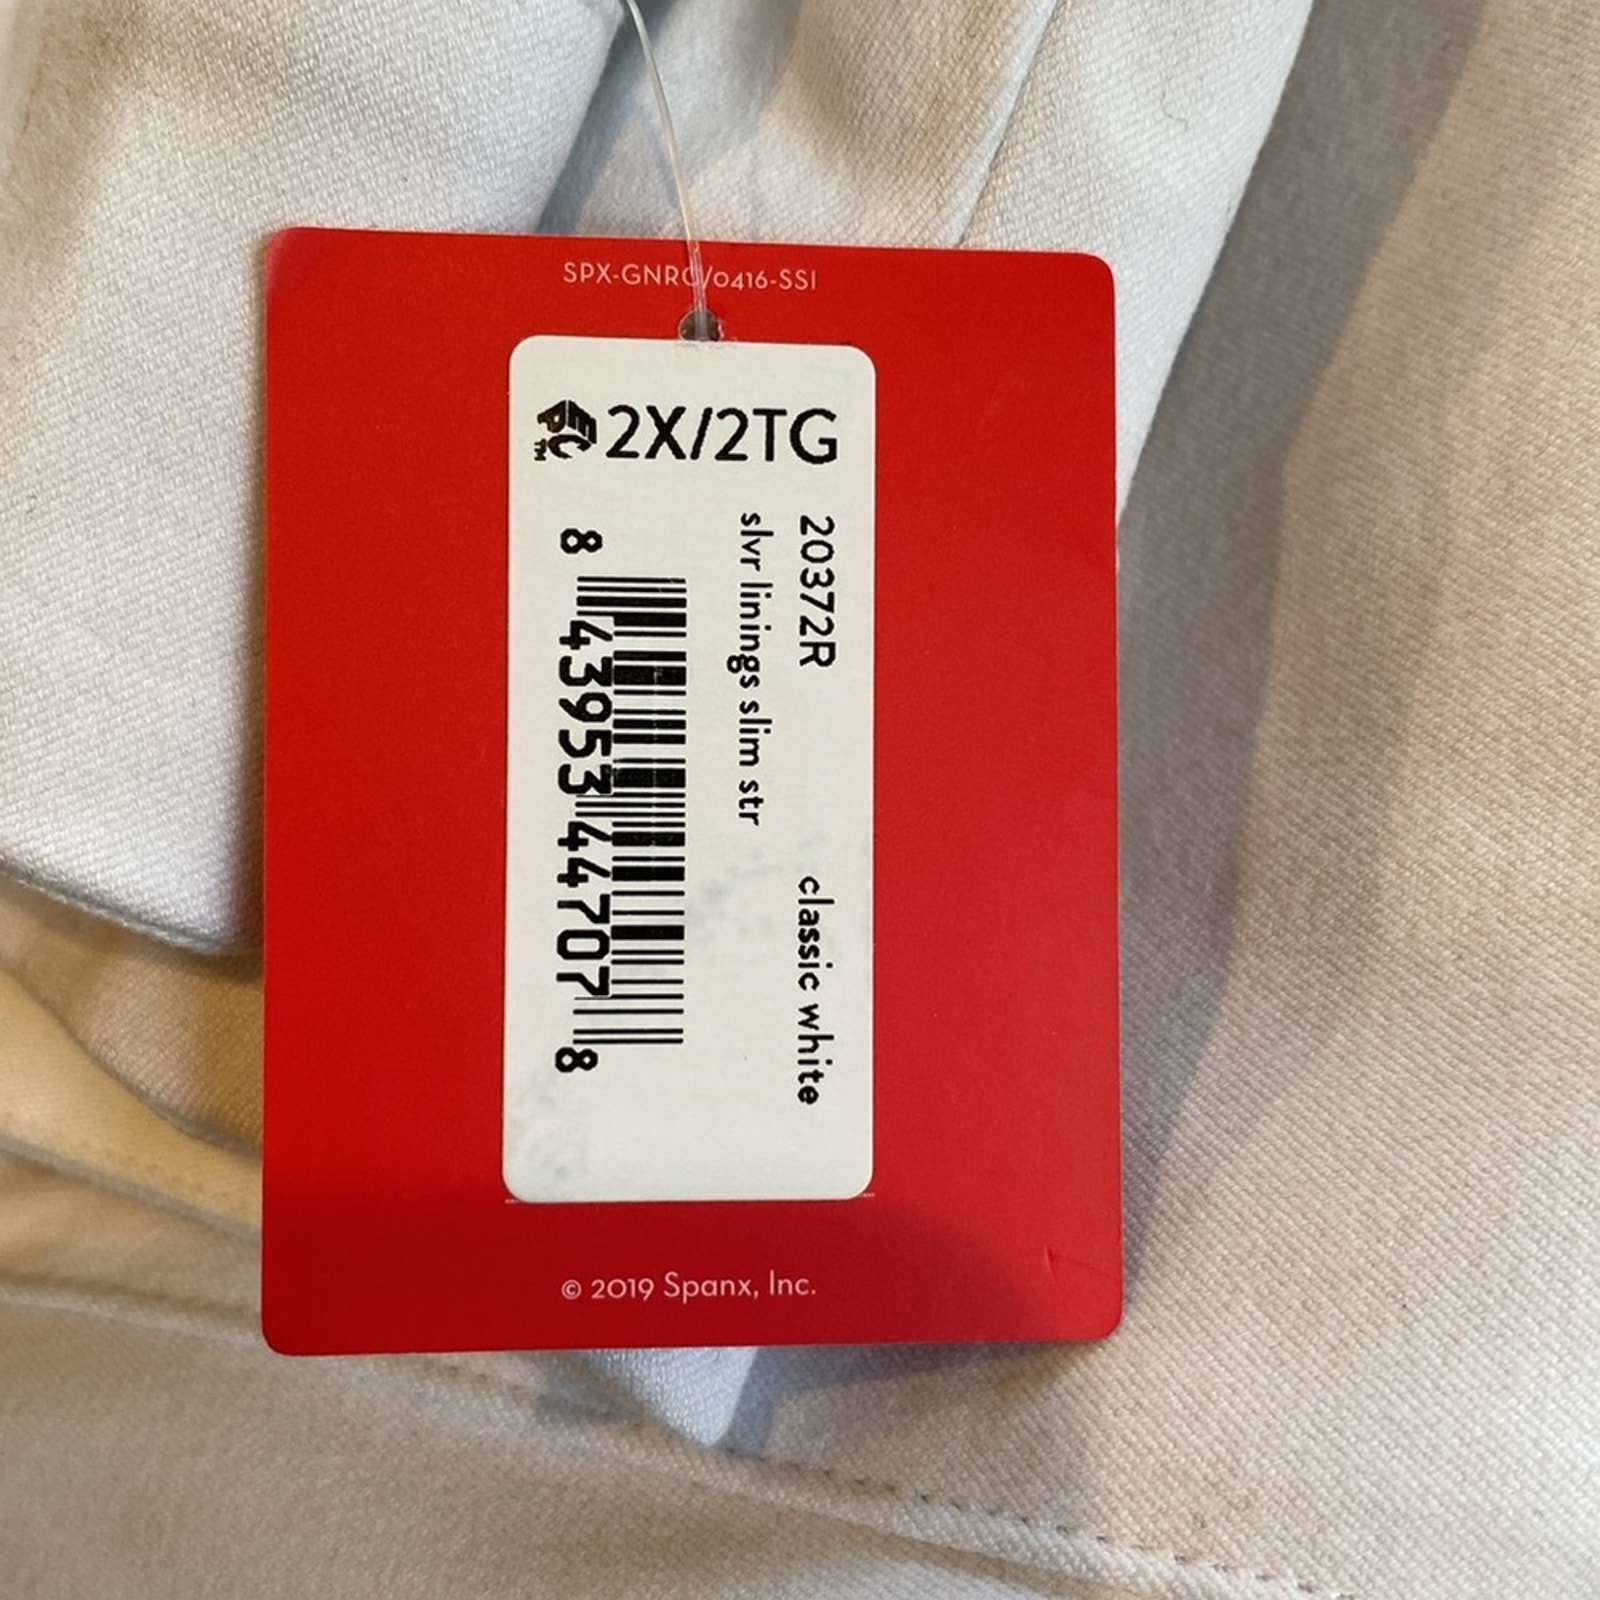 SPX-GNRC/0416-SSI
EPC™ 2X/2TG
20372R classic white
slvr linings slim str
8 43953 44707 8
© 2019 Spanx, Inc.